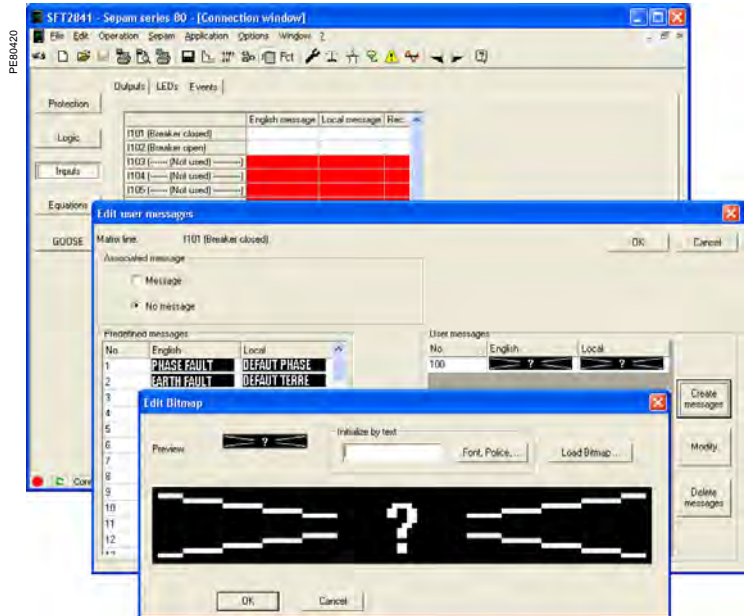 PE80420
SFT2841 - Sepam series 80 - [Connection window]
File Edit Operation Sepam Application Options Window ?
Fct
Outputs LEDs Events
Protection
Logic
Inputs
Equations
GOOSE
English message Local message Rec.
I101 (Breaker closed)
I102 (Breaker open)
I103 (----- (Not used) --------)
I104 (----- (Not used) --------)
I105 (----- (Not used) --------)
Edit user messages
Matrix line: I101 (Breaker closed)
OK Cancel
Associated message
Message
No message
Predefined messages
No English Local
1 PHASE FAULT DEFAUT PHASE
2 EARTH FAULT DEFAUT TERRE
3
4
5
6
7
8
9
10
11
12
User messages
No. English Local
100 ? ?
Create messages
Modify
Delete messages
Edit Bitmap
Preview ?
Initialize by text
Font, Police, ...
Load Bitmap ...
?
OK Cancel